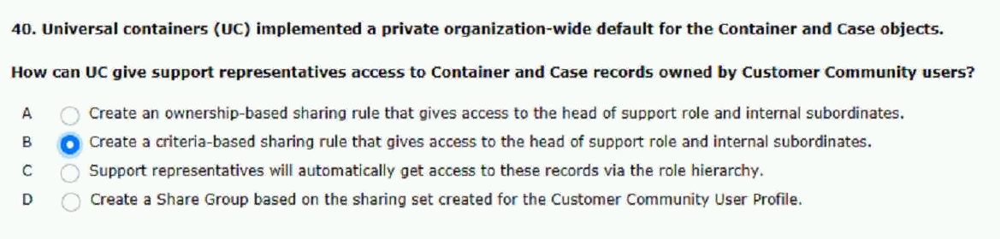 40. Universal containers (UC) implemented a private organization-wide default for the Container and Case objects.
How can UC give support representatives access to Container and Case records owned by Customer Community users?
A Create an ownership-based sharing rule that gives access to the head of support role and internal subordinates.
B Create a criteria-based sharing rule that gives access to the head of support role and internal subordinates.
C Support representatives will automatically get access to these records via the role hierarchy.
D Create a Share Group based on the sharing set created for the Customer Community User Profile.